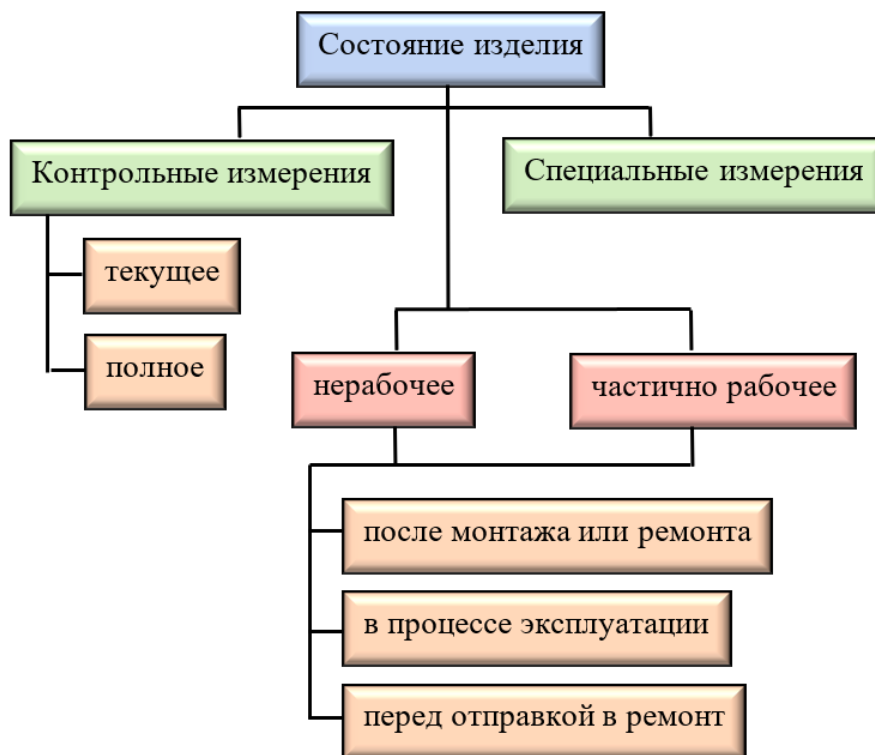 Состояние изделия
Контрольные измерения
Специальные измерения
текущее
полное
нерабочее
частично рабочее
после монтажа или ремонта
в процессе эксплуатации
перед отправкой в ремонт